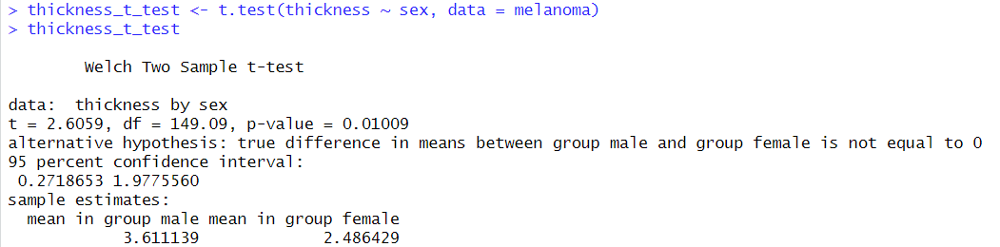 > thickness_t_test <- t.test(thickness ~ sex, data = melanoma)
> thickness_t_test
Welch Two Sample t-test
data:  thickness by sex
t = 2.6059, df = 149.09, p-value = 0.01009
alternative hypothesis: true difference in means between group male and group female is not equal to 0
95 percent confidence interval:
 0.2718653 1.9775560
sample estimates:
  mean in group male mean in group female
            3.611139             2.486429